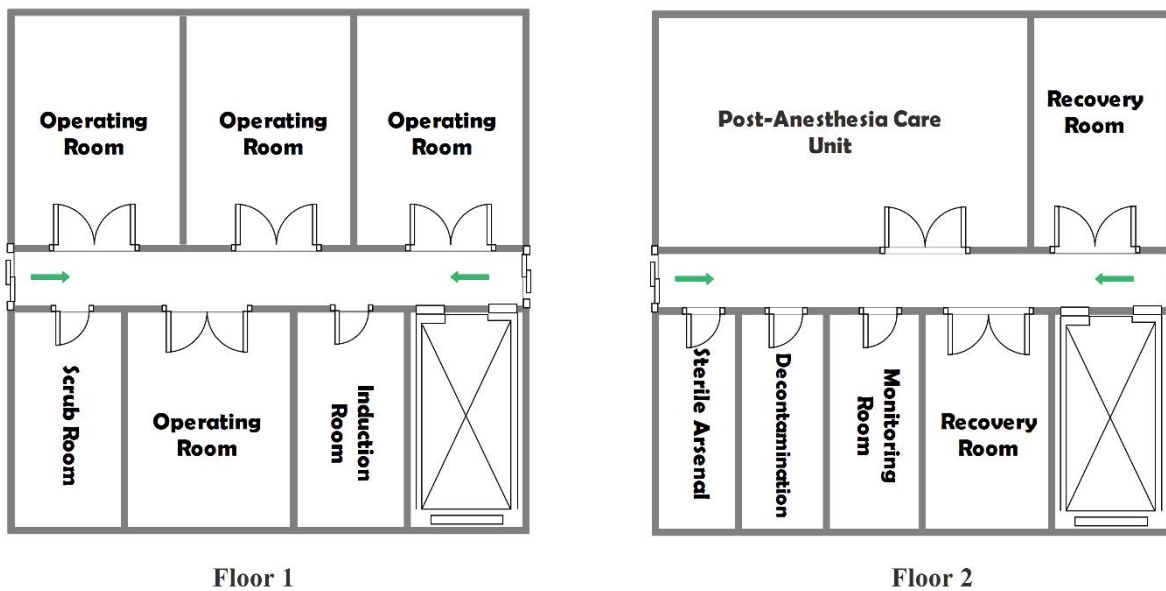 Operating
Room
Operating
Room
Operating
Room
Scrub Room
Operating
Room
Induction
Room
Floor 1
Post-Anesthesia Care
Unit
Recovery
Room
Sterile Arsenal
Decontamination
Monitoring
Room
Recovery
Room
Floor 2